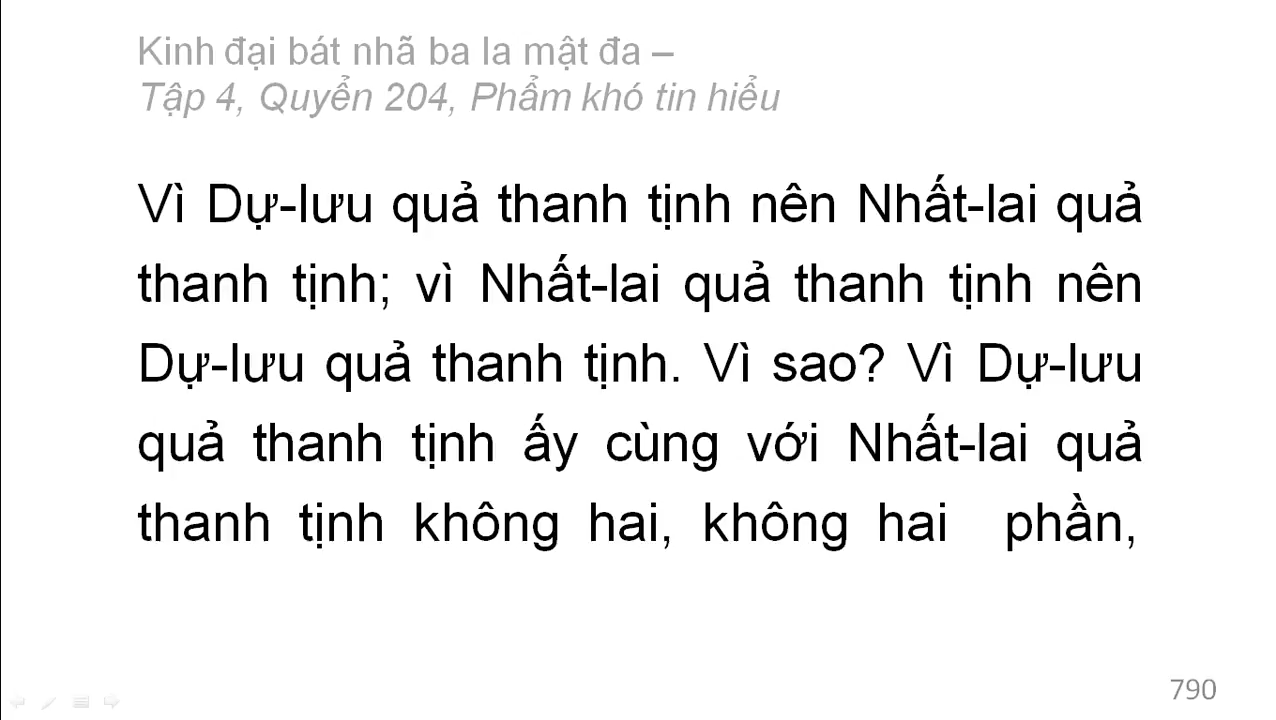 Kinh đại bát nhã ba la mật đa –
Tập 4, Quyển 204, Phẩm khó tin hiểu
Vì Dự-lưu quả thanh tịnh nên Nhất-lai quả
thanh tịnh; vì Nhất-lai quả thanh tịnh nên
Dự-lưu quả thanh tịnh. Vì sao? Vì Dự-lưu
quả thanh tịnh ấy cùng với Nhất-lai quả
thanh tịnh không hai, không hai phần,
790